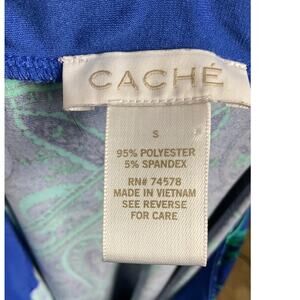 CACHÉ
S
95% POLYESTER
5% SPANDEX
RN# 74578
MADE IN VIETNAM
SEE REVERSE
FOR CARE